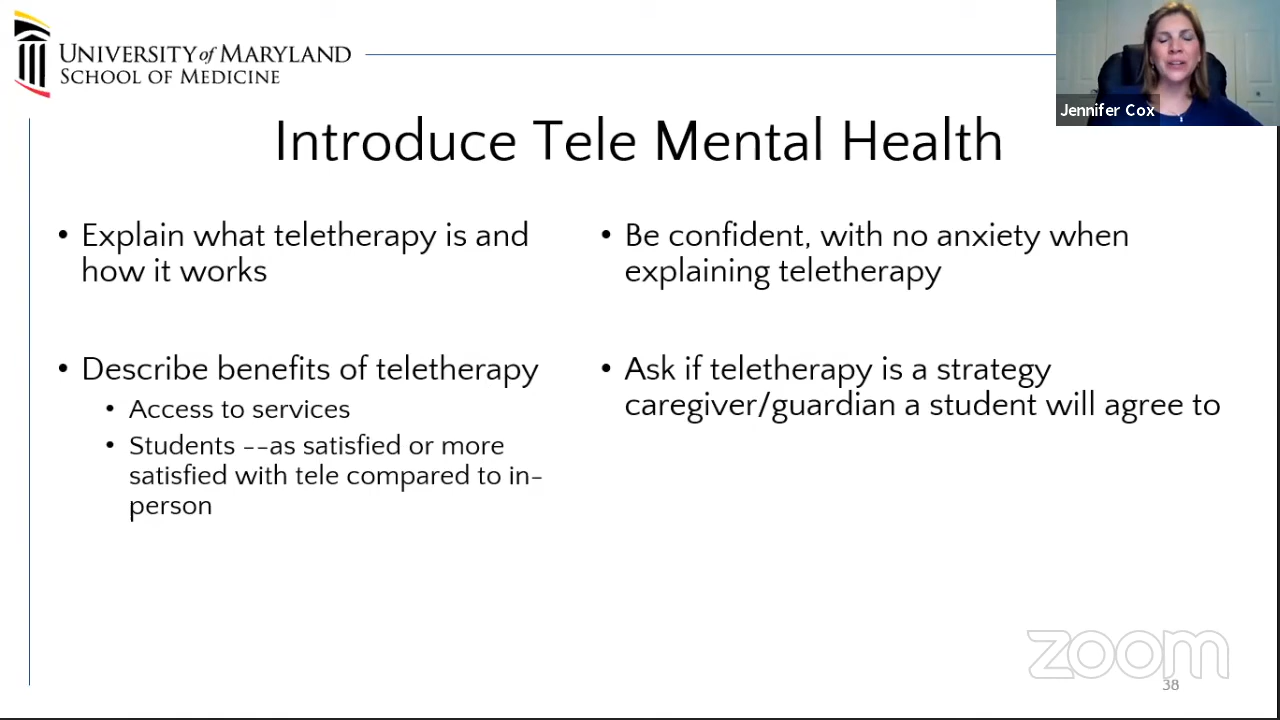 UNIVERSITY of MARYLAND
SCHOOL OF MEDICINE
Jennifer Cox
Introduce Tele Mental Health
• Explain what teletherapy is and
how it works
• Describe benefits of teletherapy
• Access to services
• Students --as satisfied or more
satisfied with tele compared to in-
person
• Be confident, with no anxiety when
explaining teletherapy
• Ask if teletherapy is a strategy
caregiver/guardian a student will agree to
zoom
38